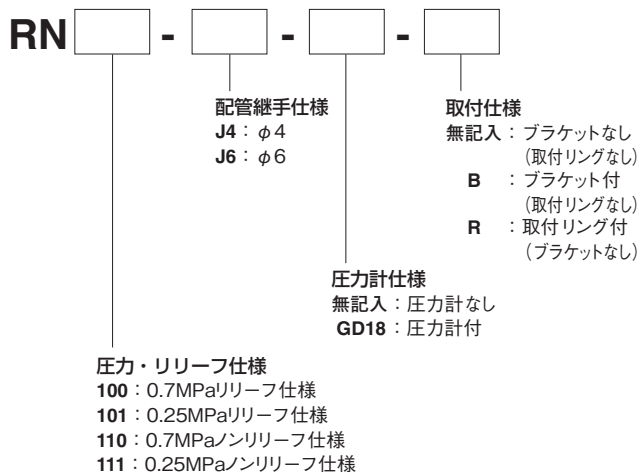 RN - - -
配管継手仕様
J4：φ4
J6：φ6
取付仕様
無記入：ブラケットなし
（取付リングなし）
B：ブラケット付
（取付リングなし）
R：取付リング付
（ブラケットなし）
圧力計仕様
無記入：圧力計なし
GD18：圧力計付
圧力・リリーフ仕様
100：0.7MPaリリーフ仕様
101：0.25MPaリリーフ仕様
110：0.7MPaノンリリーフ仕様
111：0.25MPaノンリリーフ仕様